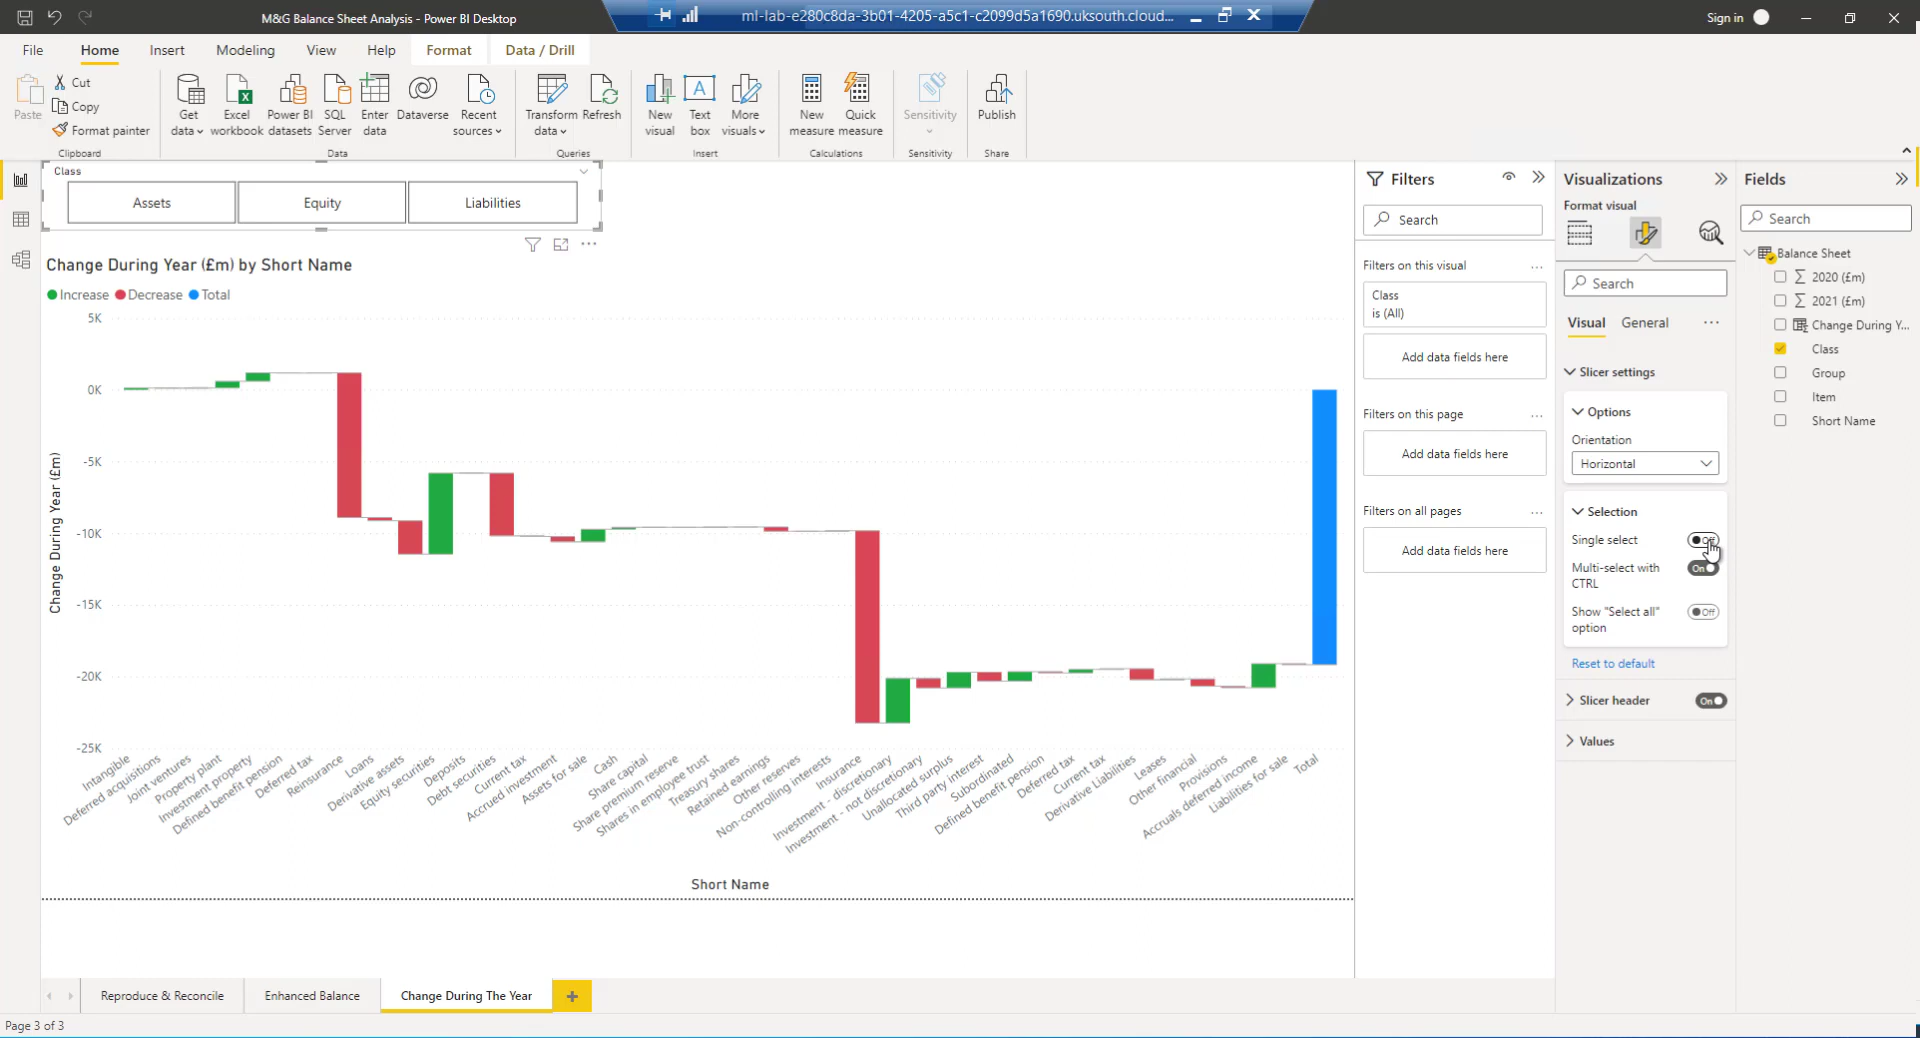 M&G Balance Sheet Analysis - Power BI Desktop
ml-lab-e280c8da-3b01-4205-a5c1-c2099d5a1690.uksouth.cloud...
Sign in
File
Home
Insert
Modeling
View
Help
Format
Data / Drill
Paste
Cut
Copy
Format painter
Clipboard
Get data
Excel workbook
Power BI datasets
SQL Server
Enter data
Dataverse
Recent sources
Data
Transform data
Refresh
Queries
New visual
Text box
More visuals
Insert
New measure
Quick measure
Calculations
Sensitivity
Sensitivity
Publish
Share
Class
Assets
Equity
Liabilities
Change During Year (£m) by Short Name
Increase
Decrease
Total
Change During Year (£m)
5K
0K
-5K
-10K
-15K
-20K
-25K
Intangible
Deferred acquisitions
Joint ventures
Property plant
Investment property
Defined benefit pension
Deferred tax
Reinsurance
Loans
Derivative assets
Equity securities
Deposits
Debt securities
Current tax
Accrued investment
Assets for sale
Cash
Share capital
Share premium reserve
Shares in employee trust
Treasury shares
Retained earnings
Other reserves
Non-controlling interests
Insurance
Investment - discretionary
Investment - not discretionary
Unallocated surplus
Third party interest
Subordinated
Defined benefit pension
Deferred tax
Current tax
Derivative Liabilities
Leases
Other financial
Provisions
Accruals deferred income
Liabilities for sale
Total
Short Name
Filters
Search
Filters on this visual
Class
is (All)
Add data fields here
Filters on this page
Add data fields here
Filters on all pages
Add data fields here
Visualizations
Format visual
Search
Visual
General
Slicer settings
Options
Orientation
Horizontal
Selection
Single select
Off
Multi-select with
CTRL
On
Show "Select all"
option
Off
Reset to default
Slicer header
On
Values
Fields
Search
Balance Sheet
2020 (£m)
2021 (£m)
Change During Y...
Class
Group
Item
Short Name
Reproduce & Reconcile
Enhanced Balance
Change During The Year
Page 3 of 3